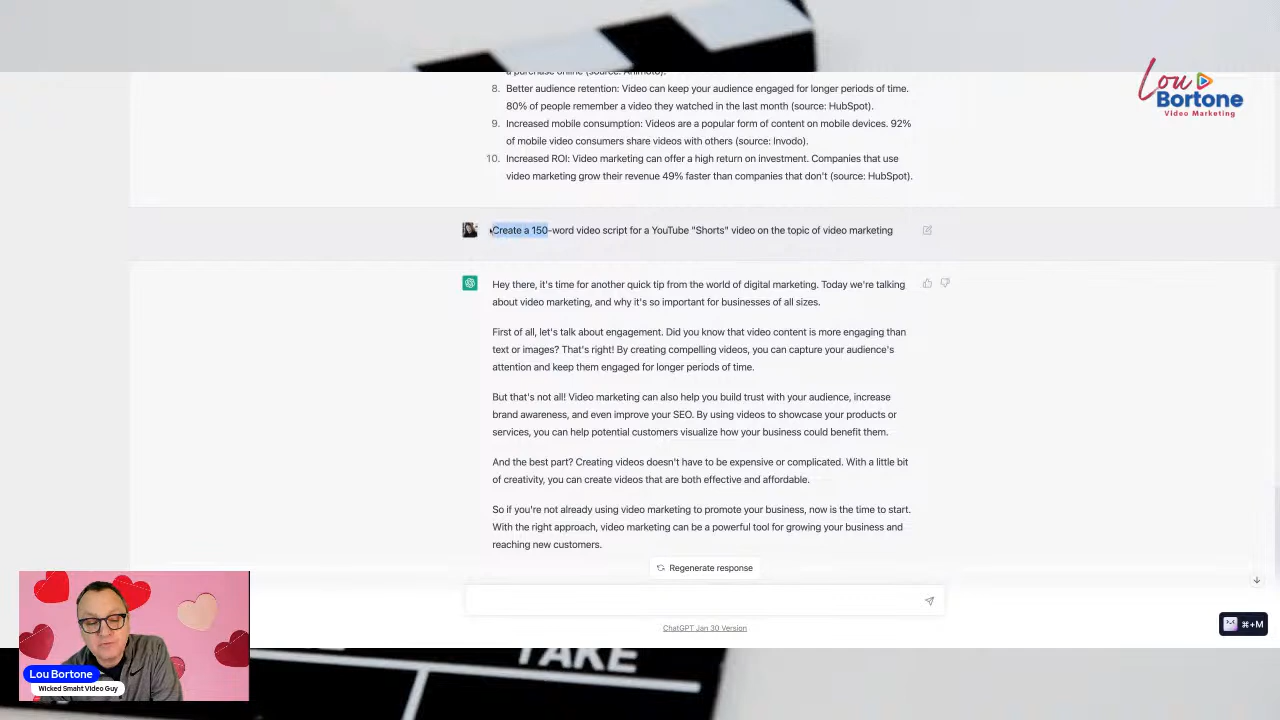 Lou
Bortone
Video Marketing
a purchase online (source: Animoto).
8. Better audience retention: Video can keep your audience engaged for longer periods of time.
80% of people remember a video they watched in the last month (source: HubSpot).
9. Increased mobile consumption: Videos are a popular form of content on mobile devices. 92%
of mobile video consumers share videos with others (source: Invodo).
10. Increased ROI: Video marketing can offer a high return on investment. Companies that use
video marketing grow their revenue 49% faster than companies that don't (source: HubSpot).
Create a 150-word video script for a YouTube "Shorts" video on the topic of video marketing
Hey there, it's time for another quick tip from the world of digital marketing. Today we're talking
about video marketing, and why it's so important for businesses of all sizes.
First of all, let's talk about engagement. Did you know that video content is more engaging than
text or images? That's right! By creating compelling videos, you can capture your audience's
attention and keep them engaged for longer periods of time.
But that's not all! Video marketing can also help you build trust with your audience, increase
brand awareness, and even improve your SEO. By using videos to showcase your products or
services, you can help potential customers visualize how your business could benefit them.
And the best part? Creating videos doesn't have to be expensive or complicated. With a little bit
of creativity, you can create videos that are both effective and affordable.
So if you're not already using video marketing to promote your business, now is the time to start.
With the right approach, video marketing can be a powerful tool for growing your business and
reaching new customers.
Regenerate response
ChatGPT Jan 30 Version
⌘+M
Lou Bortone
Wicked Smaht Video Guy
TAKE